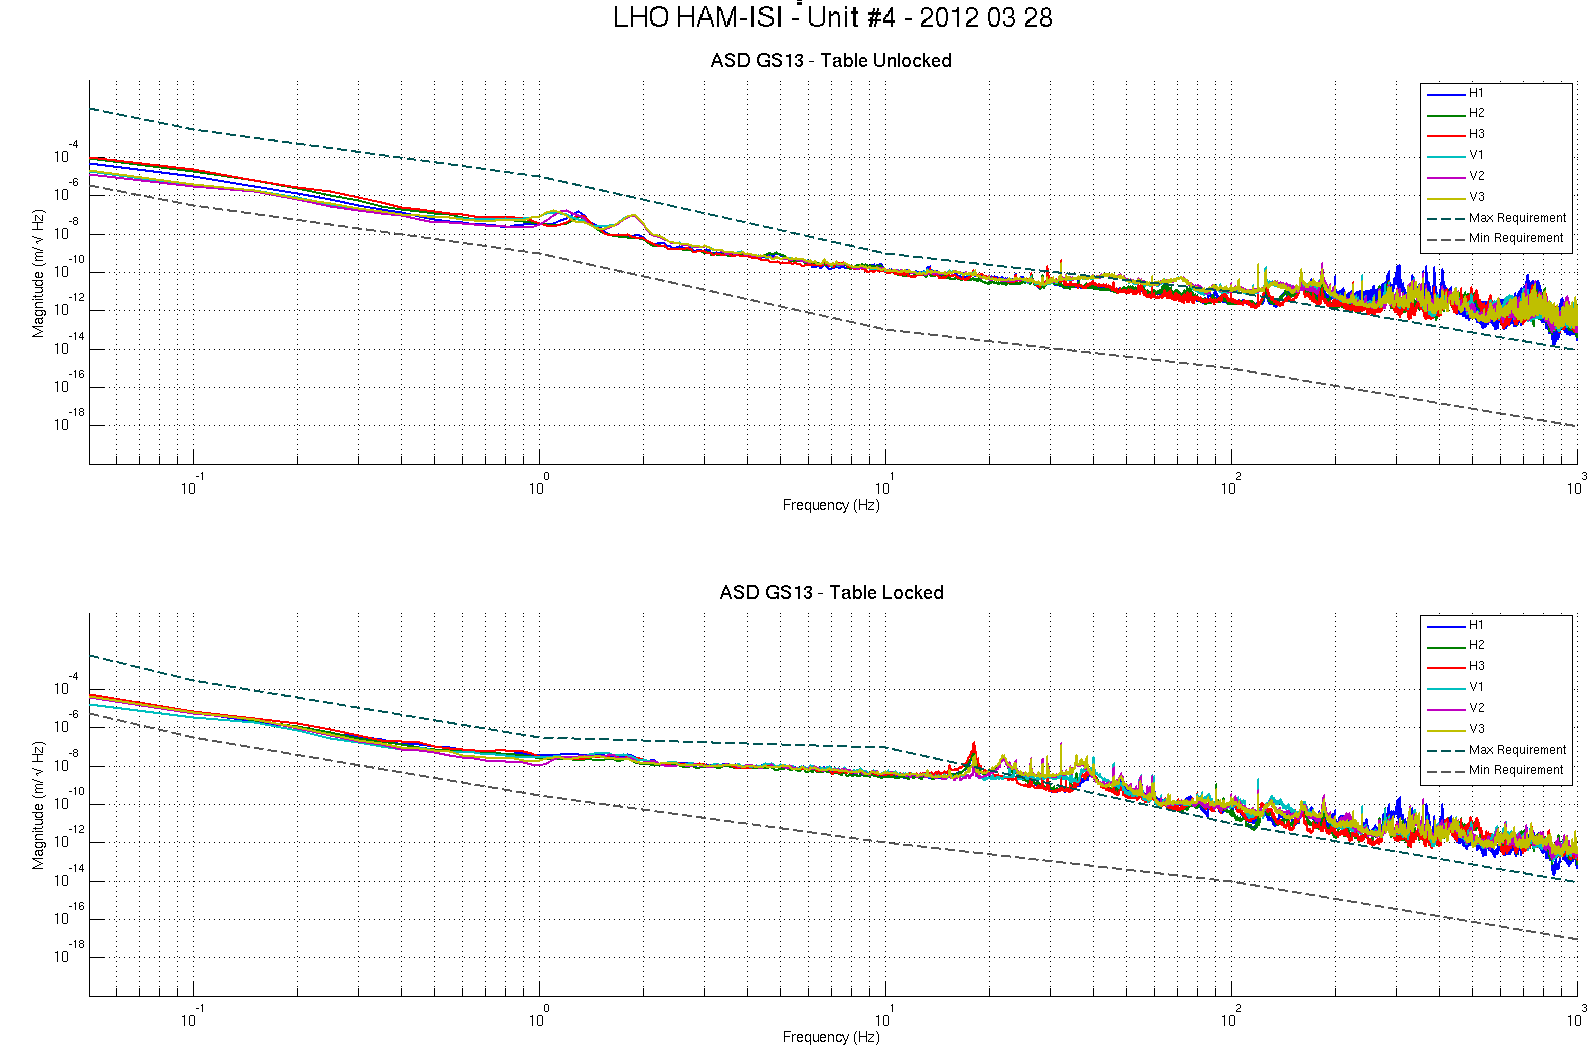 LHO HAM-ISI - Unit #4 - 2012 03 28
ASD GS13 - Table Unlocked
Magnitude (m/ √ Hz)
10^-4
10^-6
10^-8
10^-10
10^-12
10^-14
10^-16
10^-18
H1
H2
H3
V1
V2
V3
Max Requirement
Min Requirement
10^-1 10^0 10^1 10^2 10^3
Frequency (Hz)
ASD GS13 - Table Locked
Magnitude (m/ √ Hz)
10^-4
10^-6
10^-8
10^-10
10^-12
10^-14
10^-16
10^-18
H1
H2
H3
V1
V2
V3
Max Requirement
Min Requirement
10^-1 10^0 10^1 10^2 10^3
Frequency (Hz)